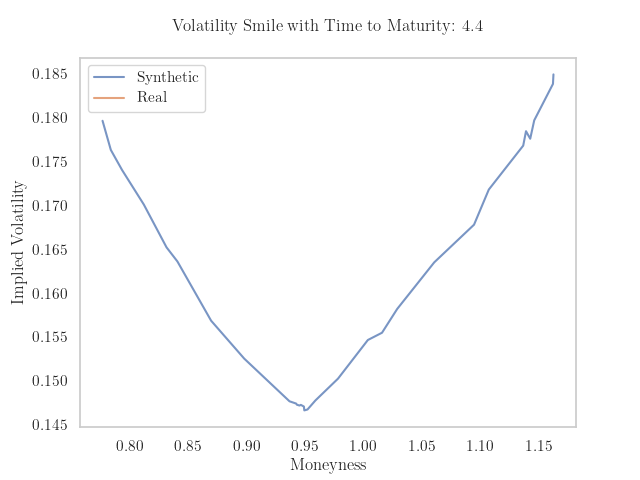 Volatility Smile with Time to Maturity: 4.4
Synthetic
Real
0.185
0.180
0.175
0.170
0.165
0.160
0.155
0.150
0.145
Implied Volatility
0.80 0.85 0.90 0.95 1.00 1.05 1.10 1.15
Moneyness